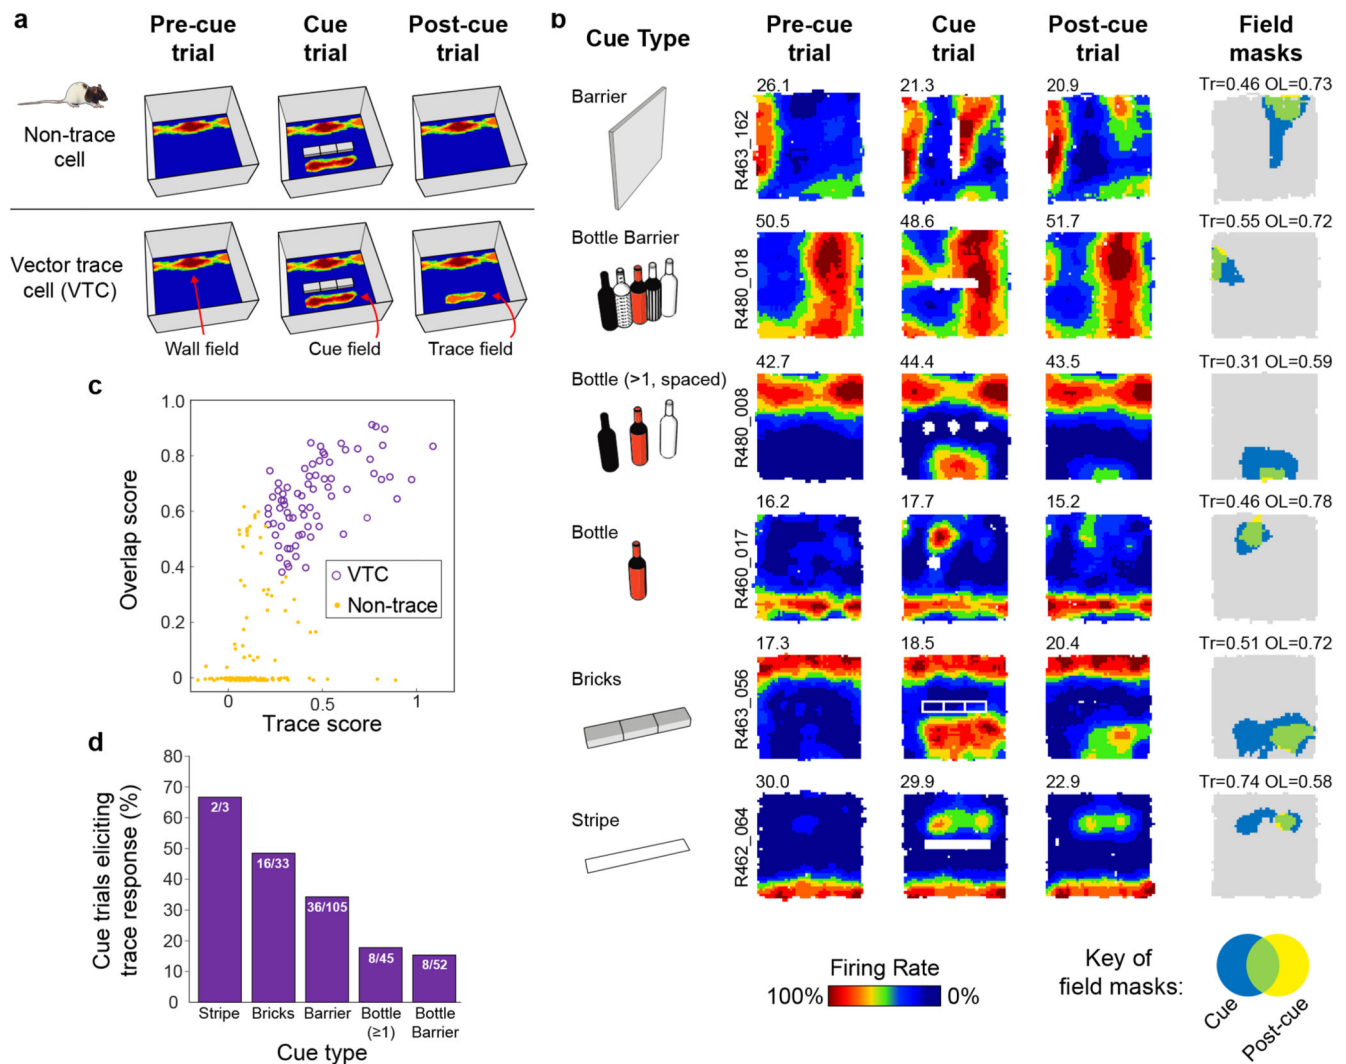 a
Pre-cue trial
Cue trial
Post-cue trial
Non-trace cell
Vector trace cell (VTC)
Wall field
Cue field
Trace field
b
Cue Type
Pre-cue trial
Cue trial
Post-cue trial
Field masks
Barrier
R463_162
26.1
21.3
20.9
Tr=0.46 OL=0.73
Bottle Barrier
R480_018
50.5
48.6
51.7
Tr=0.55 OL=0.72
Bottle (>1, spaced)
R480_008
42.7
44.4
43.5
Tr=0.31 OL=0.59
Bottle
R460_017
16.2
17.7
15.2
Tr=0.46 OL=0.78
Bricks
R463_056
17.3
18.5
20.4
Tr=0.51 OL=0.72
Stripe
R462_064
30.0
29.9
22.9
Tr=0.74 OL=0.58
Firing Rate
100%
0%
Key of field masks:
Cue
Post-cue
c
Overlap score
1.0
0.8
0.6
0.4
0.2
0
VTC
Non-trace
0
0.5
1
Trace score
d
Cue trials eliciting trace response (%)
80
70
60
50
40
30
20
10
0
2/3
16/33
36/105
8/45
8/52
Stripe
Bricks
Barrier
Bottle (≥1)
Bottle Barrier
Cue type